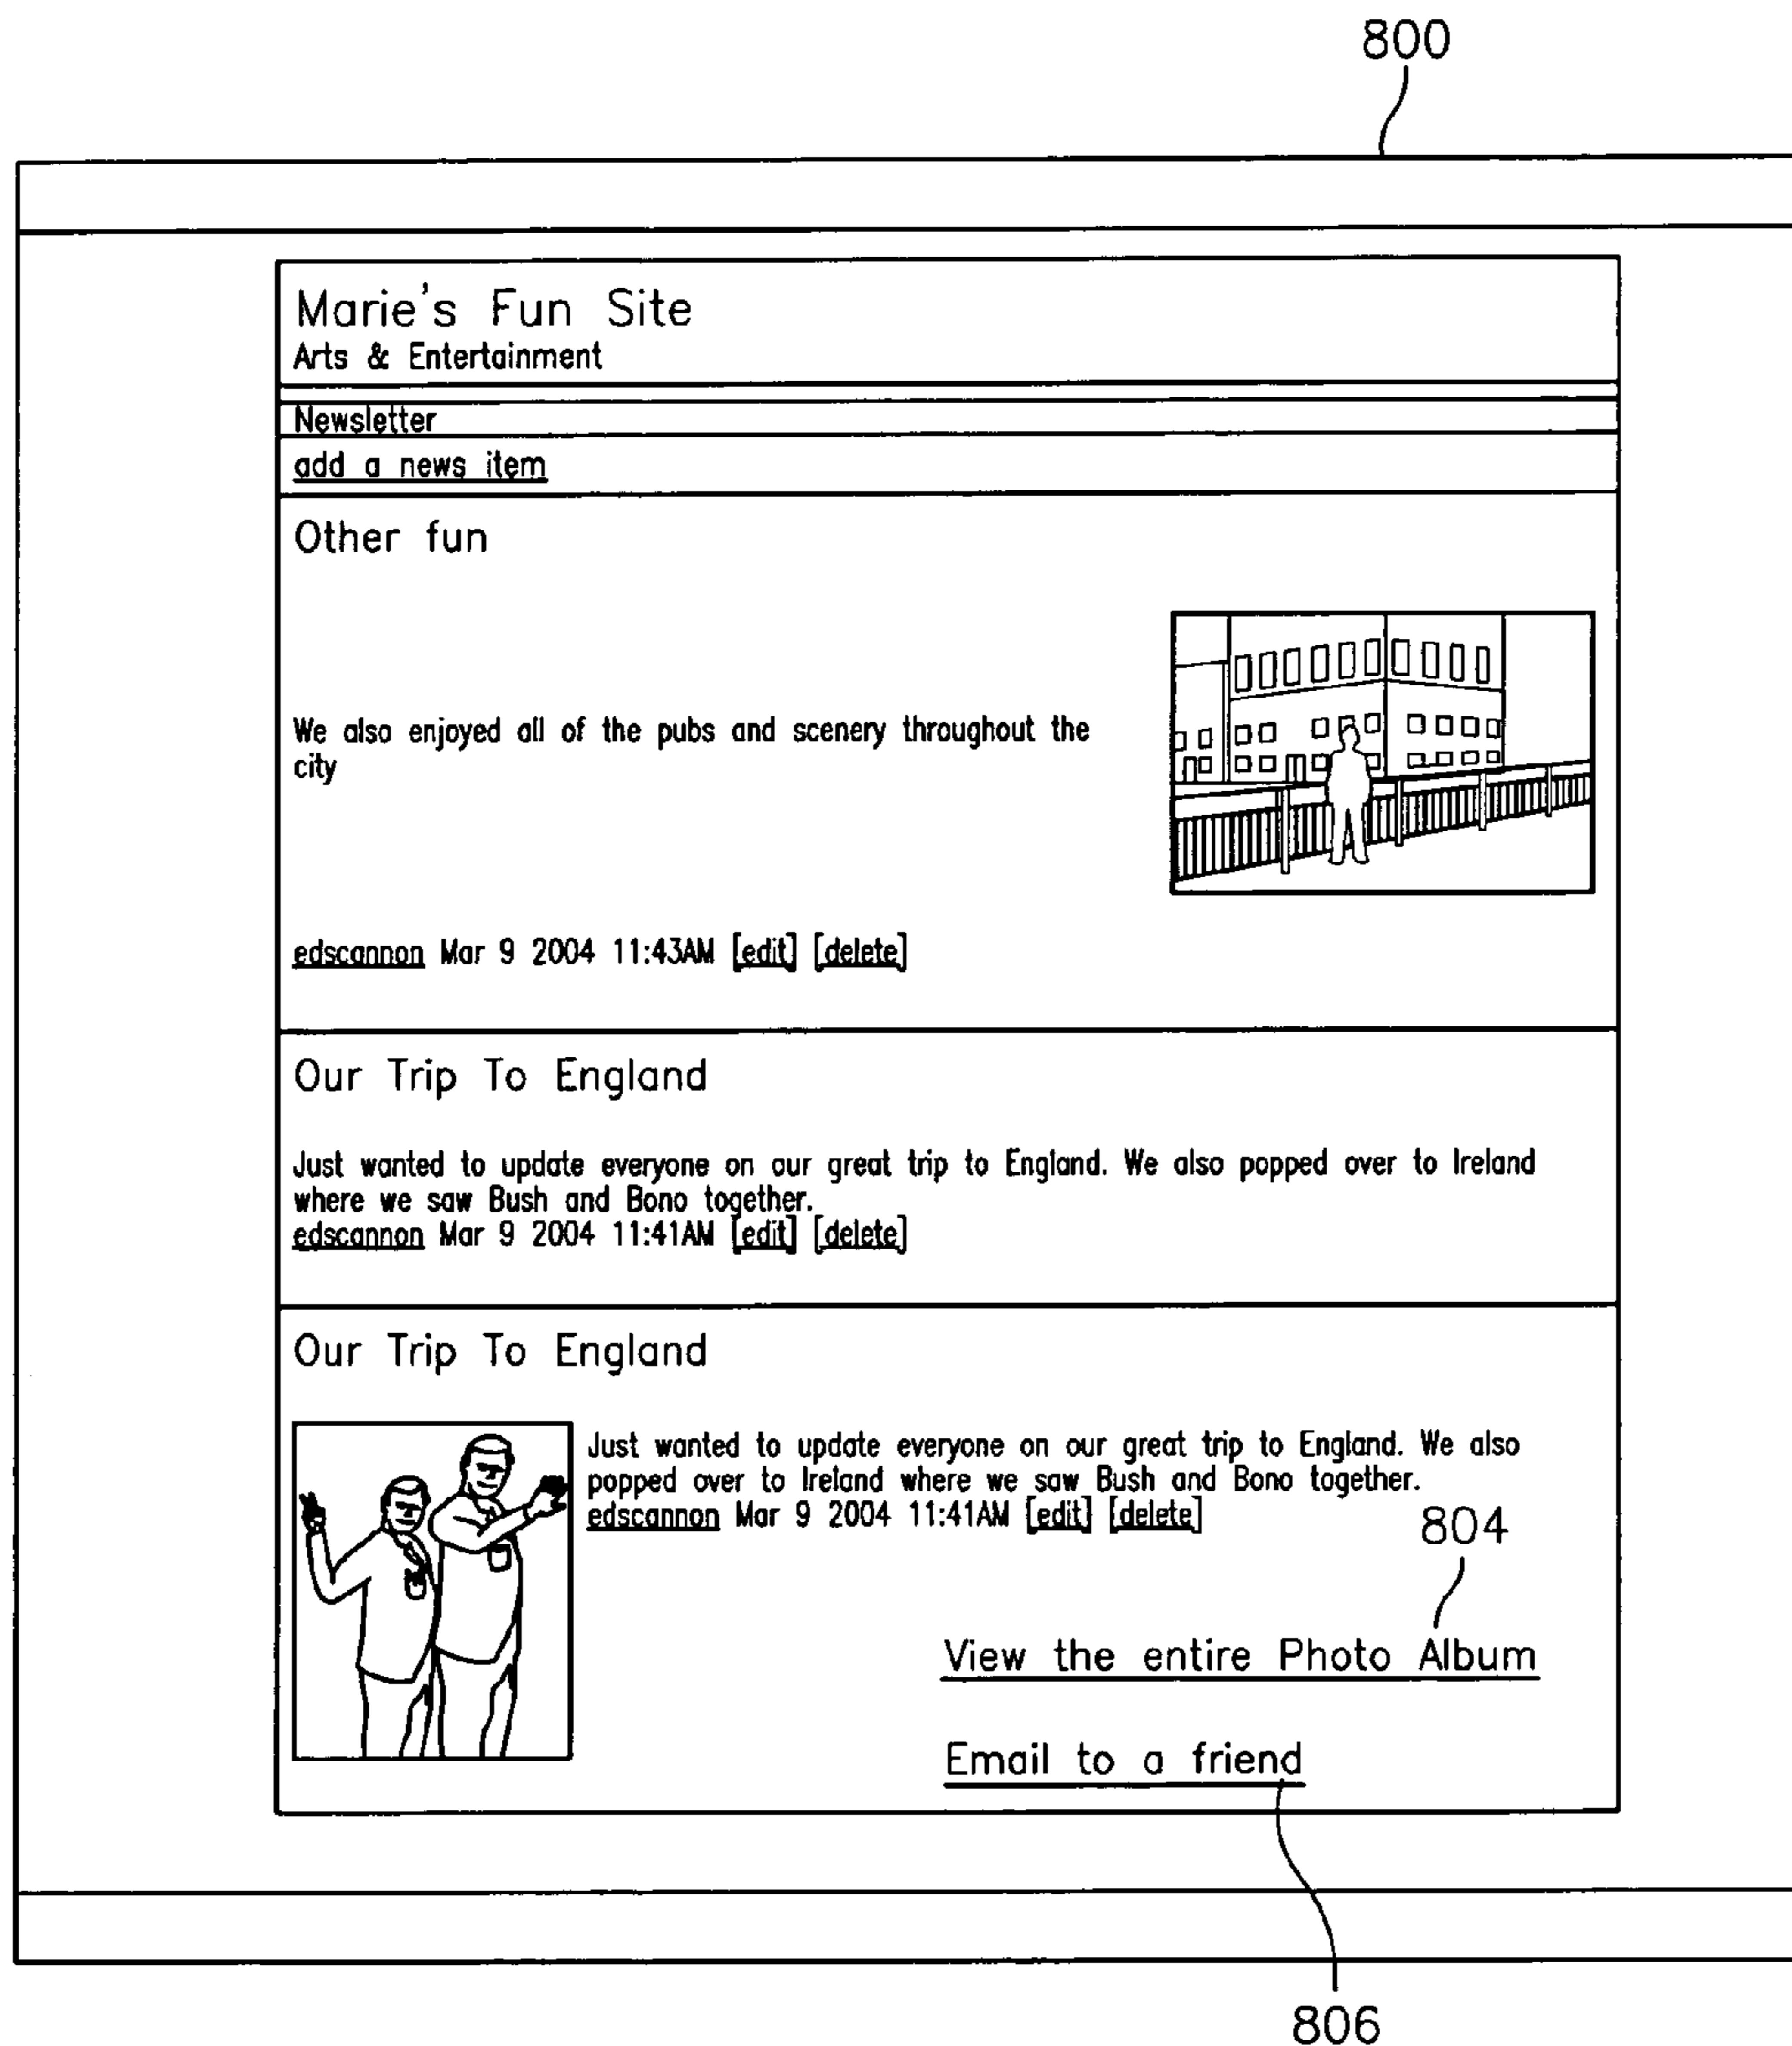 800
Marie's Fun Site
Arts & Entertainment
Newsletter
add a news item
Other fun
We also enjoyed all of the pubs and scenery throughout the
city
edscannon Mar 9 2004 11:43AM [edit] [delete]
Our Trip To England
Just wanted to update everyone on our great trip to England. We also popped over to Ireland
where we saw Bush and Bono together.
edscannon Mar 9 2004 11:41AM [edit] [delete]
Our Trip To England
Just wanted to update everyone on our great trip to England. We also
popped over to Ireland where we saw Bush and Bono together.
edscannon Mar 9 2004 11:41AM [edit] [delete]
804
View the entire Photo Album
Email to a friend
806